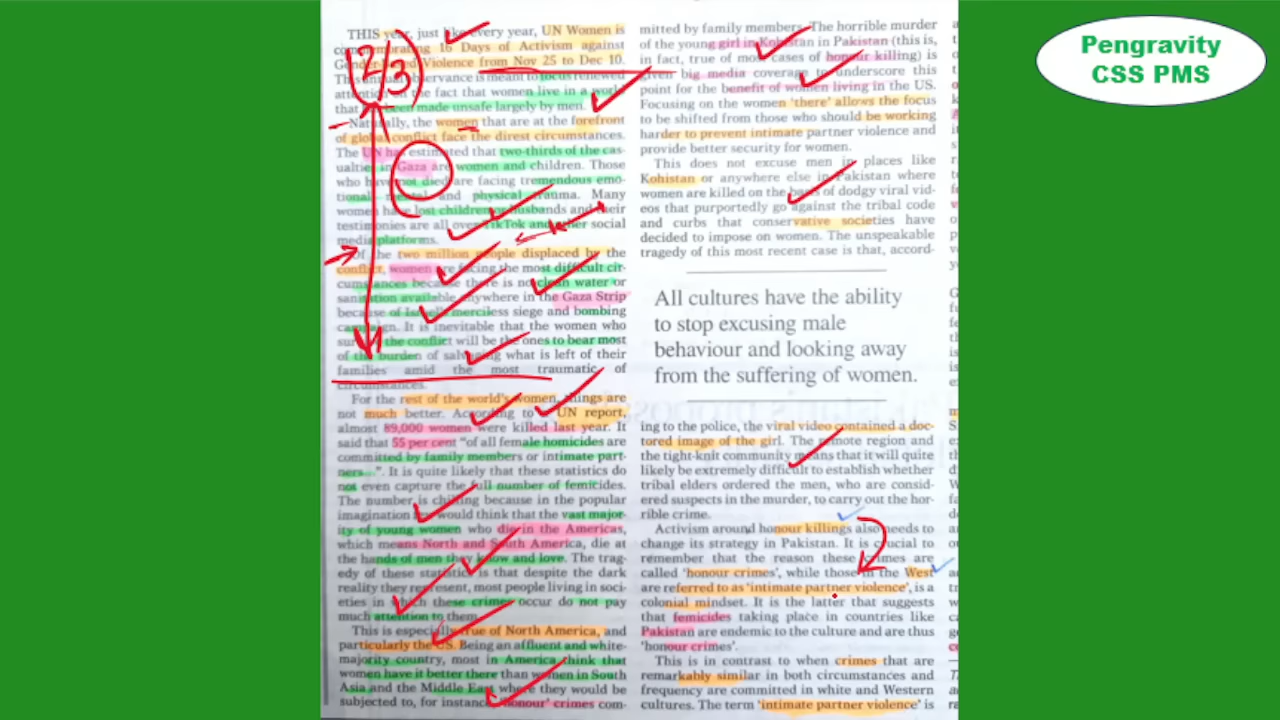 THIS year, just like every year, UN Women is
commemorating 16 Days of Activism against
Gender Violence from Nov 25 to Dec 10.
This annual observance is meant to focus renewed
attention on the fact that women live in a world
that has been made unsafe largely by men.
Naturally, the women that are at the forefront
of global conflict face the direst circumstances.
The UN has estimated that two-thirds of the cas-
ualties in Gaza are women and children. Those
who have not died are facing tremendous emo-
tional, mental and physical trauma. Many
women have lost children or husbands and their
testimonies are all over TikTok and other social
media platforms.
Of the two million people displaced by the
conflict, women are facing the most difficult cir-
cumstances because there is no clean water or
sanitation available anywhere in the Gaza Strip
because of Israel's merciless siege and bombing
campaign. It is inevitable that the women who
survive the conflict will be the ones to bear most
of the burden of salvaging what is left of their
families amid the most traumatic of
circumstances.
For the rest of the world's women, things are
not much better. According to a UN report,
almost 89,000 women were killed last year. It
said that 55 per cent "of all female homicides are
committed by family members or intimate part-
ners…". It is quite likely that these statistics do
not even capture the full number of femicides.
The number is chilling because in the popular
imagination would think that the vast major-
ity of young women who die in the Americas,
which means North and South America, die at
the hands of men they know and love. The trag-
edy of these statistics is that despite the dark
reality they represent, most people living in soci-
eties in which these crimes occur do not pay
much attention to them.
This is especially true of North America, and
particularly the US. Being an affluent and white-
majority country, most in America think that
women have it better there than women in South
Asia and the Middle East where they would be
subjected to, for instance, 'honour' crimes com-
mitted by family members. The horrible murder
of the young girl in Kohistan in Pakistan (this is,
in fact, true of most cases of honour killing) is
given big media coverage to underscore this
point for the benefit of women living in the US.
Focusing on the women 'there' allows the focus
to be shifted from those who should be working
harder to prevent intimate partner violence and
provide better security for women.
This does not excuse men in places like
Kohistan or anywhere else in Pakistan where
women are killed on the basis of dodgy viral vid-
eos that purportedly go against the tribal code
and curbs that conservative societies have
decided to impose on women. The unspeakable
tragedy of this most recent case is that, accord-
All cultures have the ability
to stop excusing male
behaviour and looking away
from the suffering of women.
ing to the police, the viral video contained a doc-
tored image of the girl. The remote region and
the tight-knit community means that it will quite
likely be extremely difficult to establish whether
tribal elders ordered the men, who are consid-
ered suspects in the murder, to carry out the hor-
rible crime.
Activism around honour killings also needs to
change its strategy in Pakistan. It is crucial to
remember that the reason these crimes are
called 'honour crimes', while those in the West
are referred to as 'intimate partner violence', is a
colonial mindset. It is the latter that suggests
that femicides taking place in countries like
Pakistan are endemic to the culture and are thus
'honour crimes'.
This is in contrast to when crimes that are
remarkably similar in both circumstances and
frequency are committed in white and Western
cultures. The term 'intimate partner violence' is
2/3
Pengravity
CSS PMS